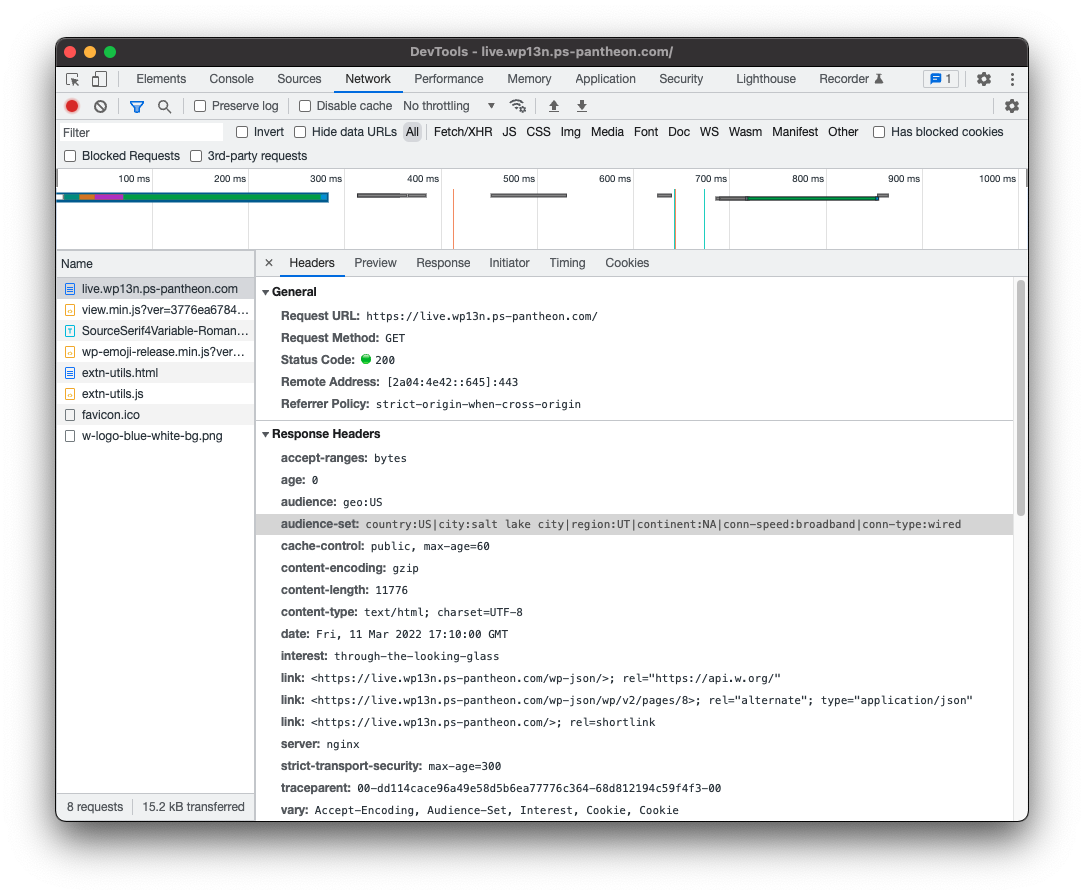 DevTools - live.wp13n.ps-pantheon.com/
Elements Console Sources Network Performance Memory Application Security Lighthouse Recorder 1
Preserve log Disable cache No throttling
Filter Invert Hide data URLs All Fetch/XHR JS CSS Img Media Font Doc WS Wasm Manifest Other Has blocked cookies
Blocked Requests 3rd-party requests
100 ms 200 ms 300 ms 400 ms 500 ms 600 ms 700 ms 800 ms 900 ms 1000 ms
Name
live.wp13n.ps-pantheon.com
view.min.js?ver=3776ea6784…
SourceSerif4Variable-Roman…
wp-emoji-release.min.js?ver…
extn-utils.html
extn-utils.js
favicon.ico
w-logo-blue-white-bg.png
8 requests 15.2 kB transferred
× Headers Preview Response Initiator Timing Cookies
General
Request URL: https://live.wp13n.ps-pantheon.com/
Request Method: GET
Status Code: 200
Remote Address: [2a04:4e42::645]:443
Referrer Policy: strict-origin-when-cross-origin
Response Headers
accept-ranges: bytes
age: 0
audience: geo:US
audience-set: country:US|city:salt lake city|region:UT|continent:NA|conn-speed:broadband|conn-type:wired
cache-control: public, max-age=60
content-encoding: gzip
content-length: 11776
content-type: text/html; charset=UTF-8
date: Fri, 11 Mar 2022 17:10:00 GMT
interest: through-the-looking-glass
link: <https://live.wp13n.ps-pantheon.com/wp-json/>; rel="https://api.w.org/"
link: <https://live.wp13n.ps-pantheon.com/wp-json/wp/v2/pages/8>; rel="alternate"; type="application/json"
link: <https://live.wp13n.ps-pantheon.com/>; rel=shortlink
server: nginx
strict-transport-security: max-age=300
traceparent: 00-dd114cace96a49e58d5b6ea77776c364-68d812194c59f4f3-00
vary: Accept-Encoding, Audience-Set, Interest, Cookie, Cookie